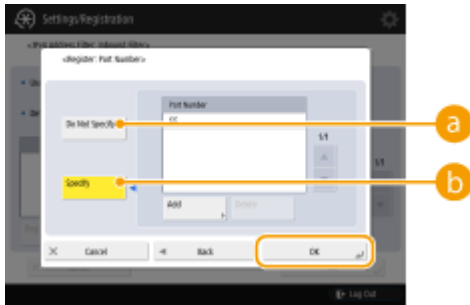 Settings/Registration
<IPv4 Address Filter: Inbound Filter>
<Register: Port Number>
Port Number
Do Not Specify
a
1/1
1/1
Specify
b
Add
Delete
Cancel
Back
OK
Log Out